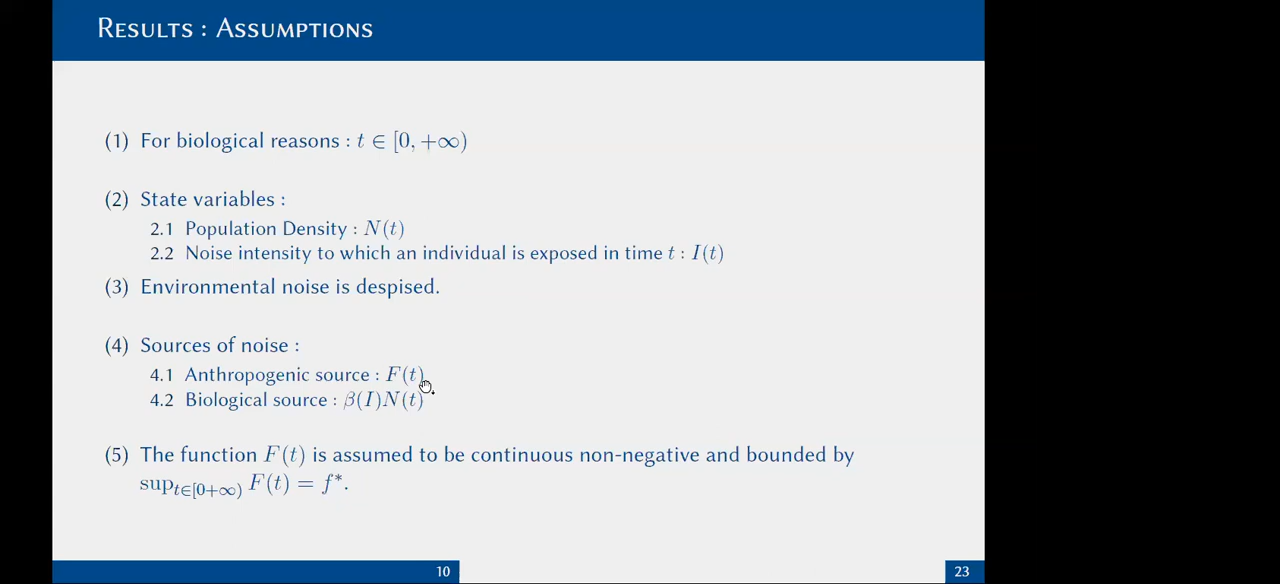 Results : Assumptions
(1) For biological reasons : t ∈ [0, +∞)
(2) State variables :
2.1 Population Density : N(t)
2.2 Noise intensity to which an individual is exposed in time t : I(t)
(3) Environmental noise is despised.
(4) Sources of noise :
4.1 Anthropogenic source : F(t)
4.2 Biological source : β(I)N(t)
(5) The function F(t) is assumed to be continuous non-negative and bounded by
sup_{t∈[0+∞)} F(t) = f*.
10
23